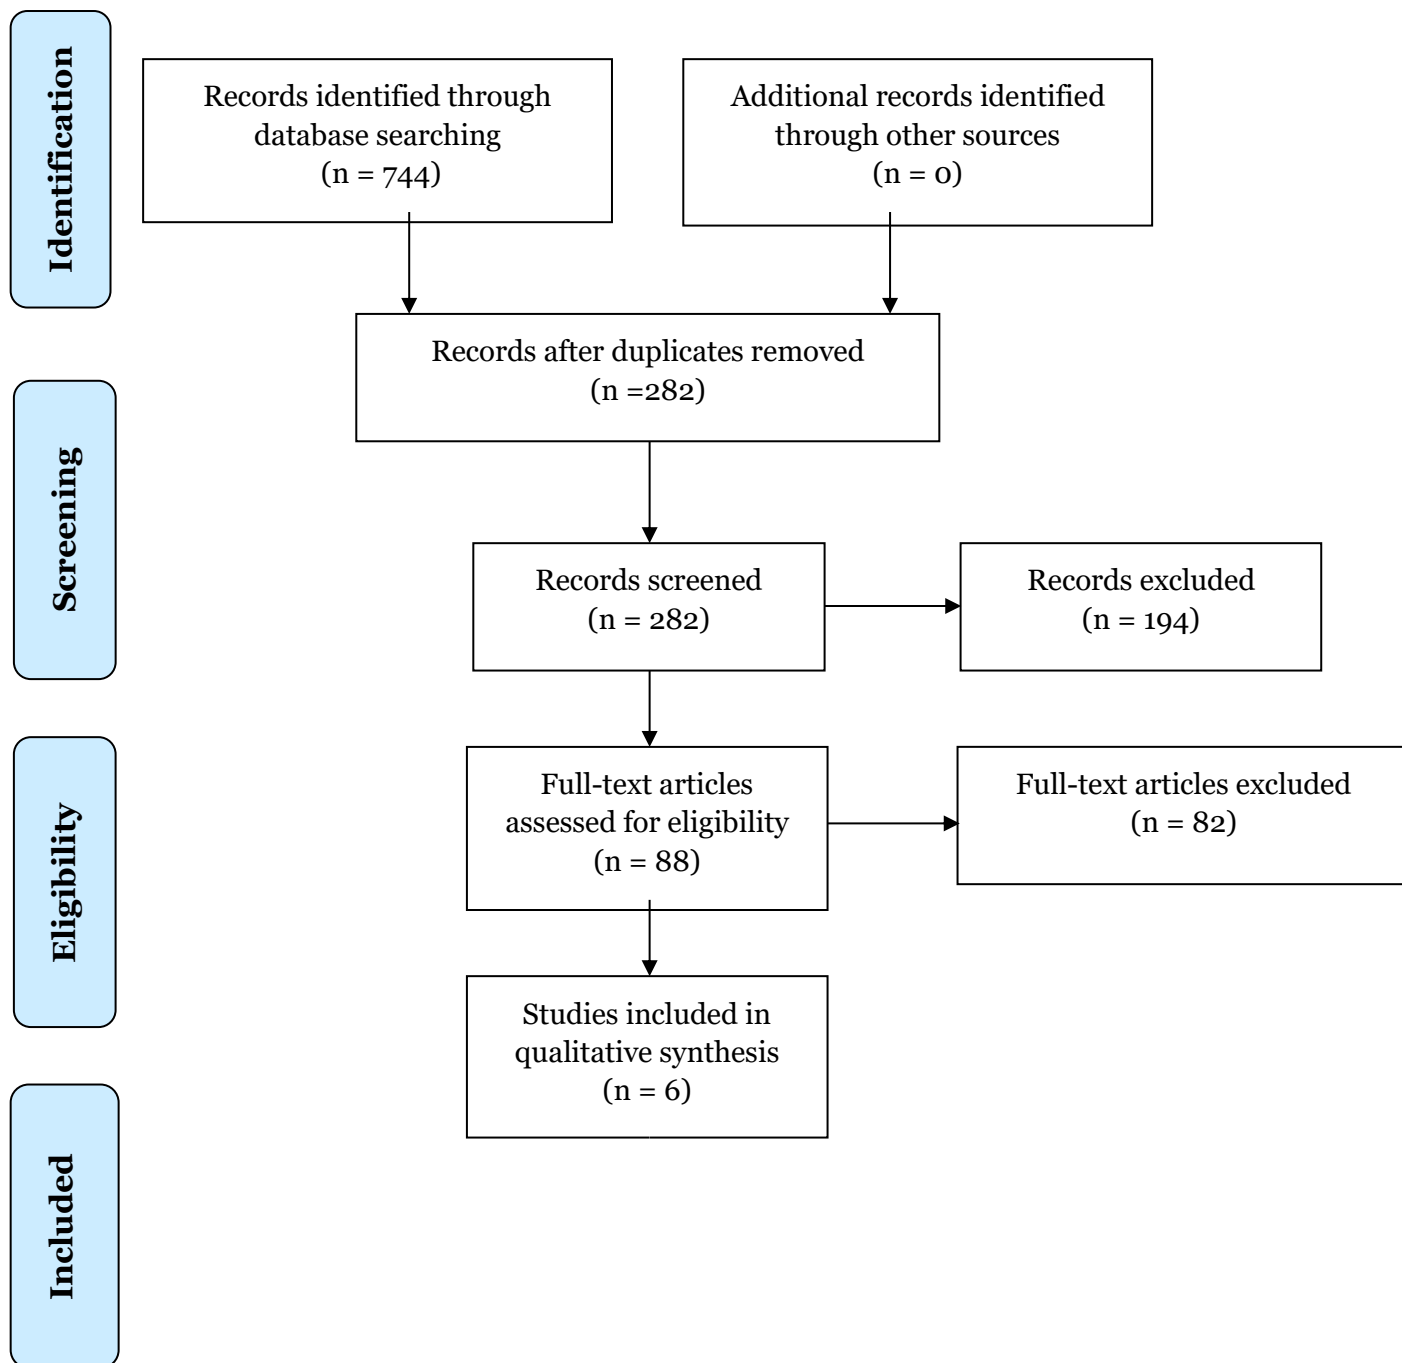 Identification
Records identified through
database searching
(n = 744)
Additional records identified
through other sources
(n = 0)
Records after duplicates removed
(n =282)
Screening
Records screened
(n = 282)
Records excluded
(n = 194)
Eligibility
Full-text articles
assessed for eligibility
(n = 88)
Full-text articles excluded
(n = 82)
Studies included in
qualitative synthesis
(n = 6)
Included